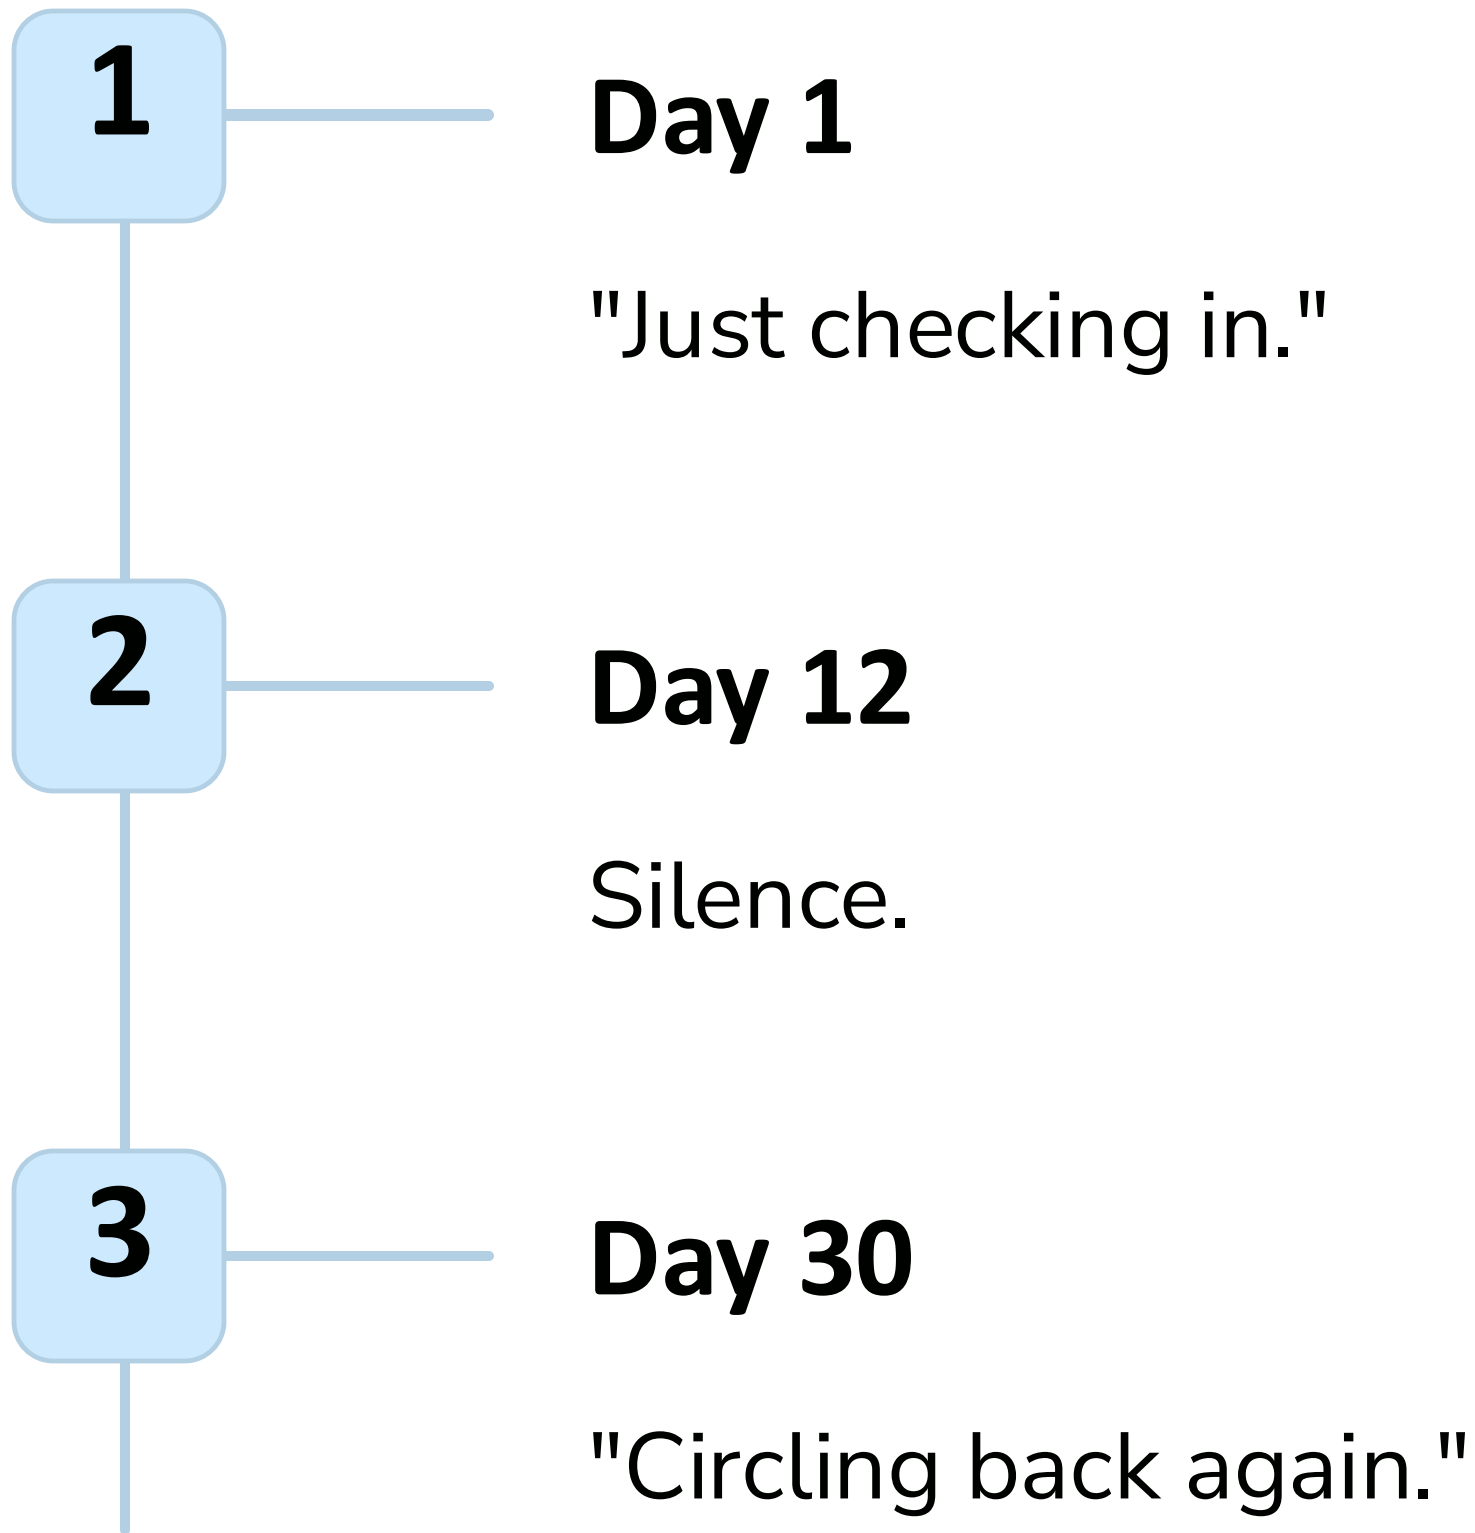 1
Day 1
"Just checking in."
2
Day 12
Silence.
3
Day 30
"Circling back again."